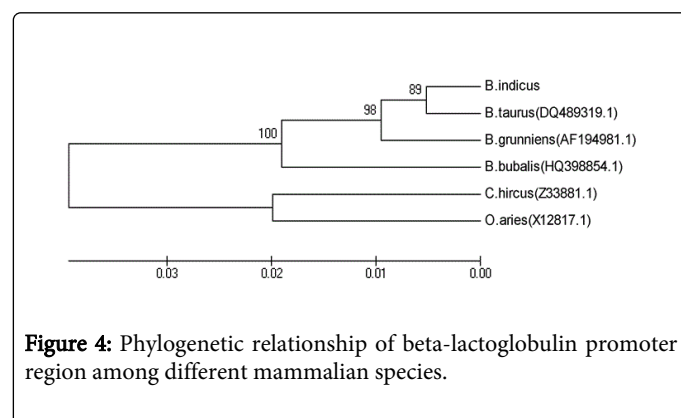 B.indicus
89
B.taurus(DQ489319.1)
98
B.grunniens(AF194981.1)
100
B.bubalis(HQ398854.1)
C.hircus(Z33881.1)
O.aries(X12817.1)
0.03 0.02 0.01 0.00
Figure 4: Phylogenetic relationship of beta-lactoglobulin promoter
region among different mammalian species.